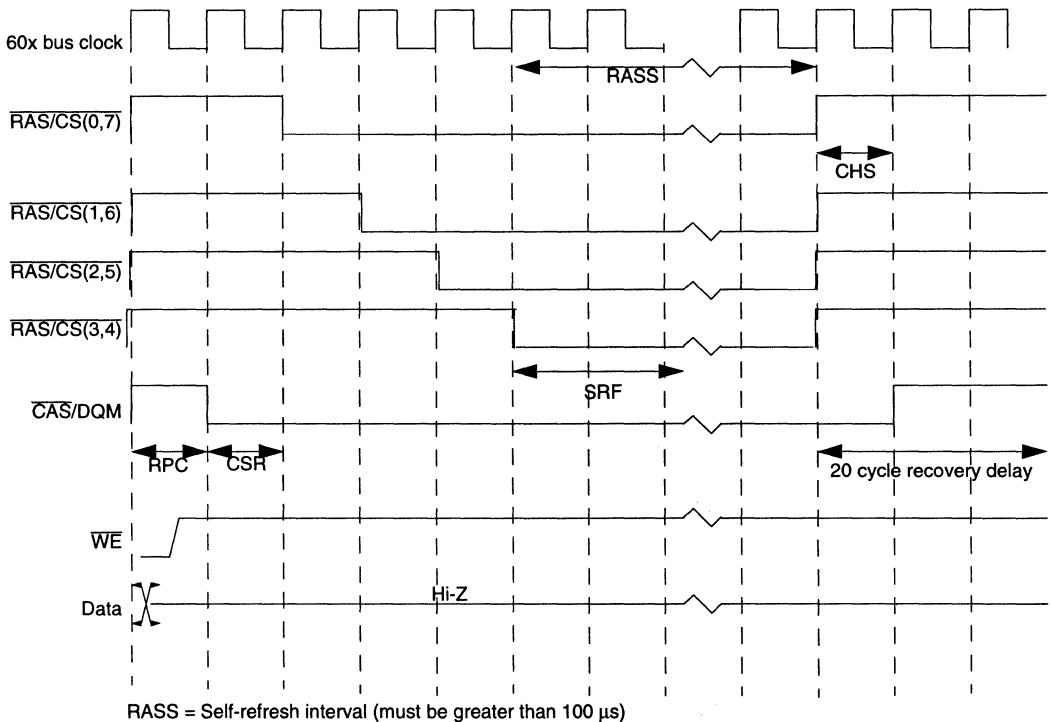 60x bus clock
RASS
RAS/CS(0,7)
CHS
RAS/CS(1,6)
RAS/CS(2,5)
RAS/CS(3,4)
SRF
CAS/DQM
RPC
CSR
20 cycle recovery delay
WE
Hi-Z
Data
RASS = Self-refresh interval (must be greater than 100 µs)